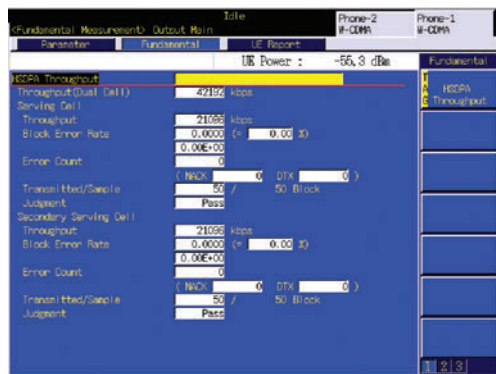 Idle
<Fundamental Measurement> Output Main
Phone-2
W-CDMA
Phone-1
W-CDMA
Parameter Fundamental UE Report
UE Power : -55.3 dBm
Fundamental
HSDPA Throughput
Throughput(Dual Cell) 42192 kbps
Serving Cell
Throughput 21096 kbps
Block Error Rate 0.0000 (= 0.00 %)
0.00E+00
Error Count 0
( NACK 0 DTX 0 )
Transmitted/Sample 50 / 50 Block
Judgment Pass
Secondary Serving Cell
Throughput 21096 kbps
Block Error Rate 0.0000 (= 0.00 %)
0.00E+00
Error Count 0
( NACK 0 DTX 0 )
Transmitted/Sample 50 / 50 Block
Judgment Pass
TAG
HSDPA
Throughput
1 2 3